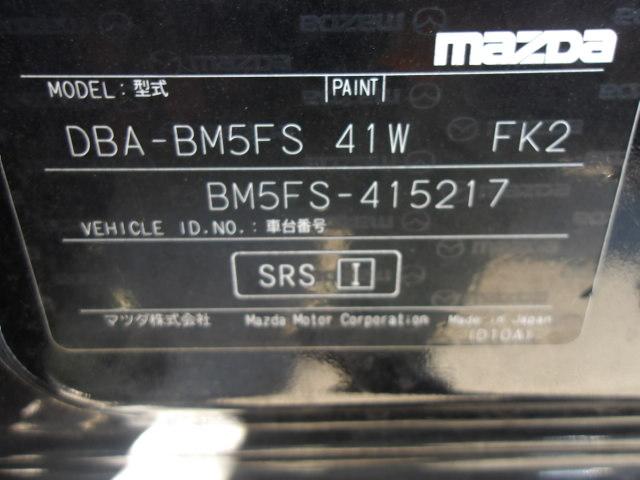 mazda
MODEL: 型式 PAINT
DBA-BM5FS 41W FK2
BM5FS-415217
VEHICLE ID.NO.: 車台番号
SRS I
マツダ株式会社 Mazda Motor Corporation Made in Japan
(D10A)